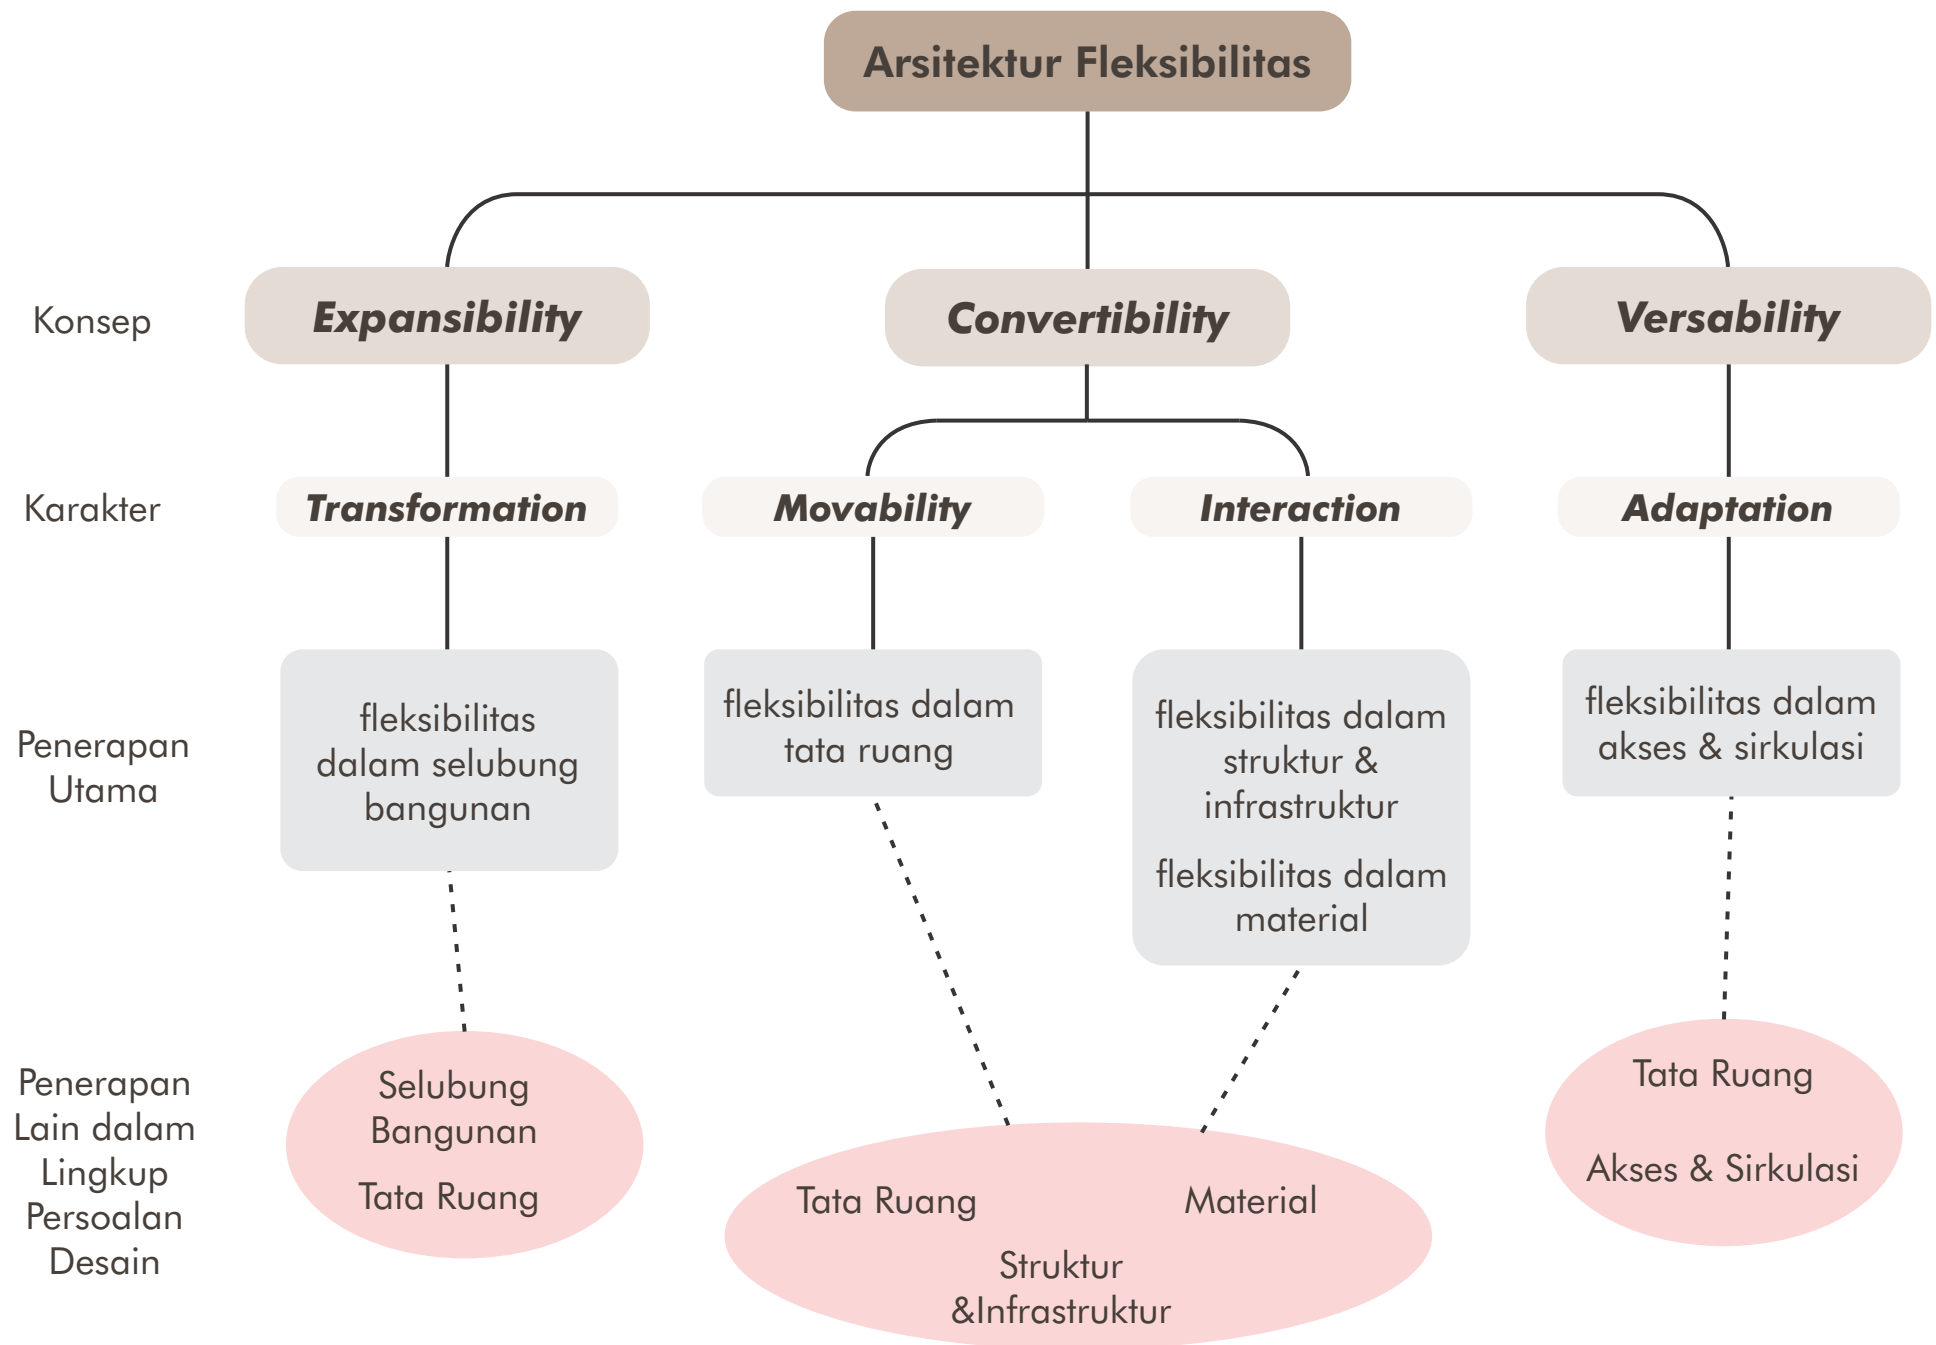 Arsitektur Fleksibilitas
Konsep
Expansibility
Convertibility
Versability
Karakter
Transformation
Movability
Interaction
Adaptation
Penerapan
Utama
fleksibilitas
dalam selubung
bangunan
fleksibilitas dalam
tata ruang
fleksibilitas dalam
struktur &
infrastruktur
fleksibilitas dalam
material
fleksibilitas dalam
akses & sirkulasi
Penerapan
Lain dalam
Lingkup
Persoalan
Desain
Selubung
Bangunan
Tata Ruang
Tata Ruang
Material
Struktur
&Infrastruktur
Tata Ruang
Akses & Sirkulasi